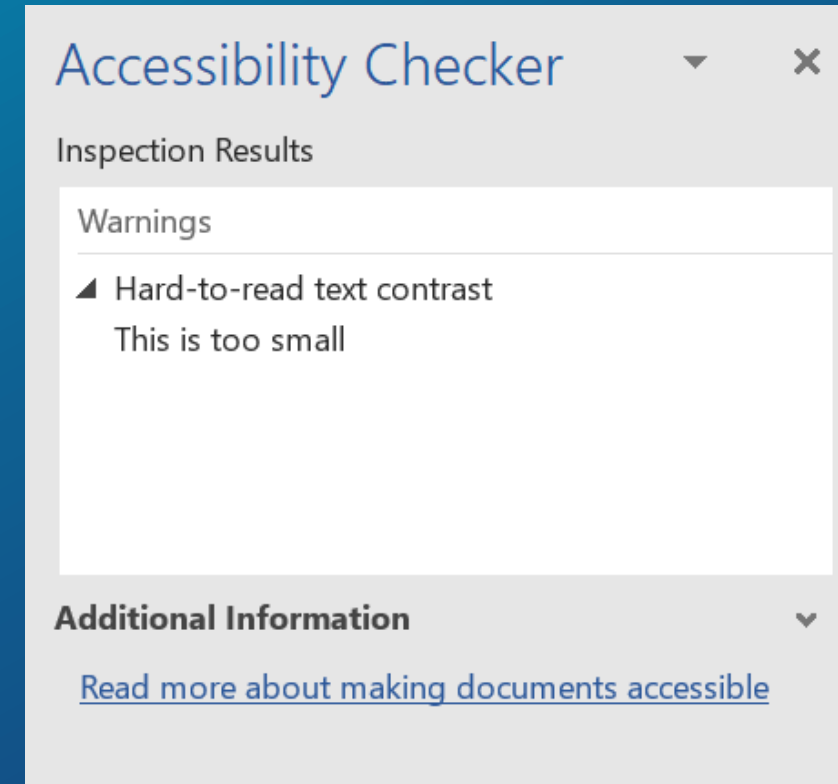 Accessibility Checker
Inspection Results
Warnings
Hard-to-read text contrast
This is too small
Additional Information
Read more about making documents accessible